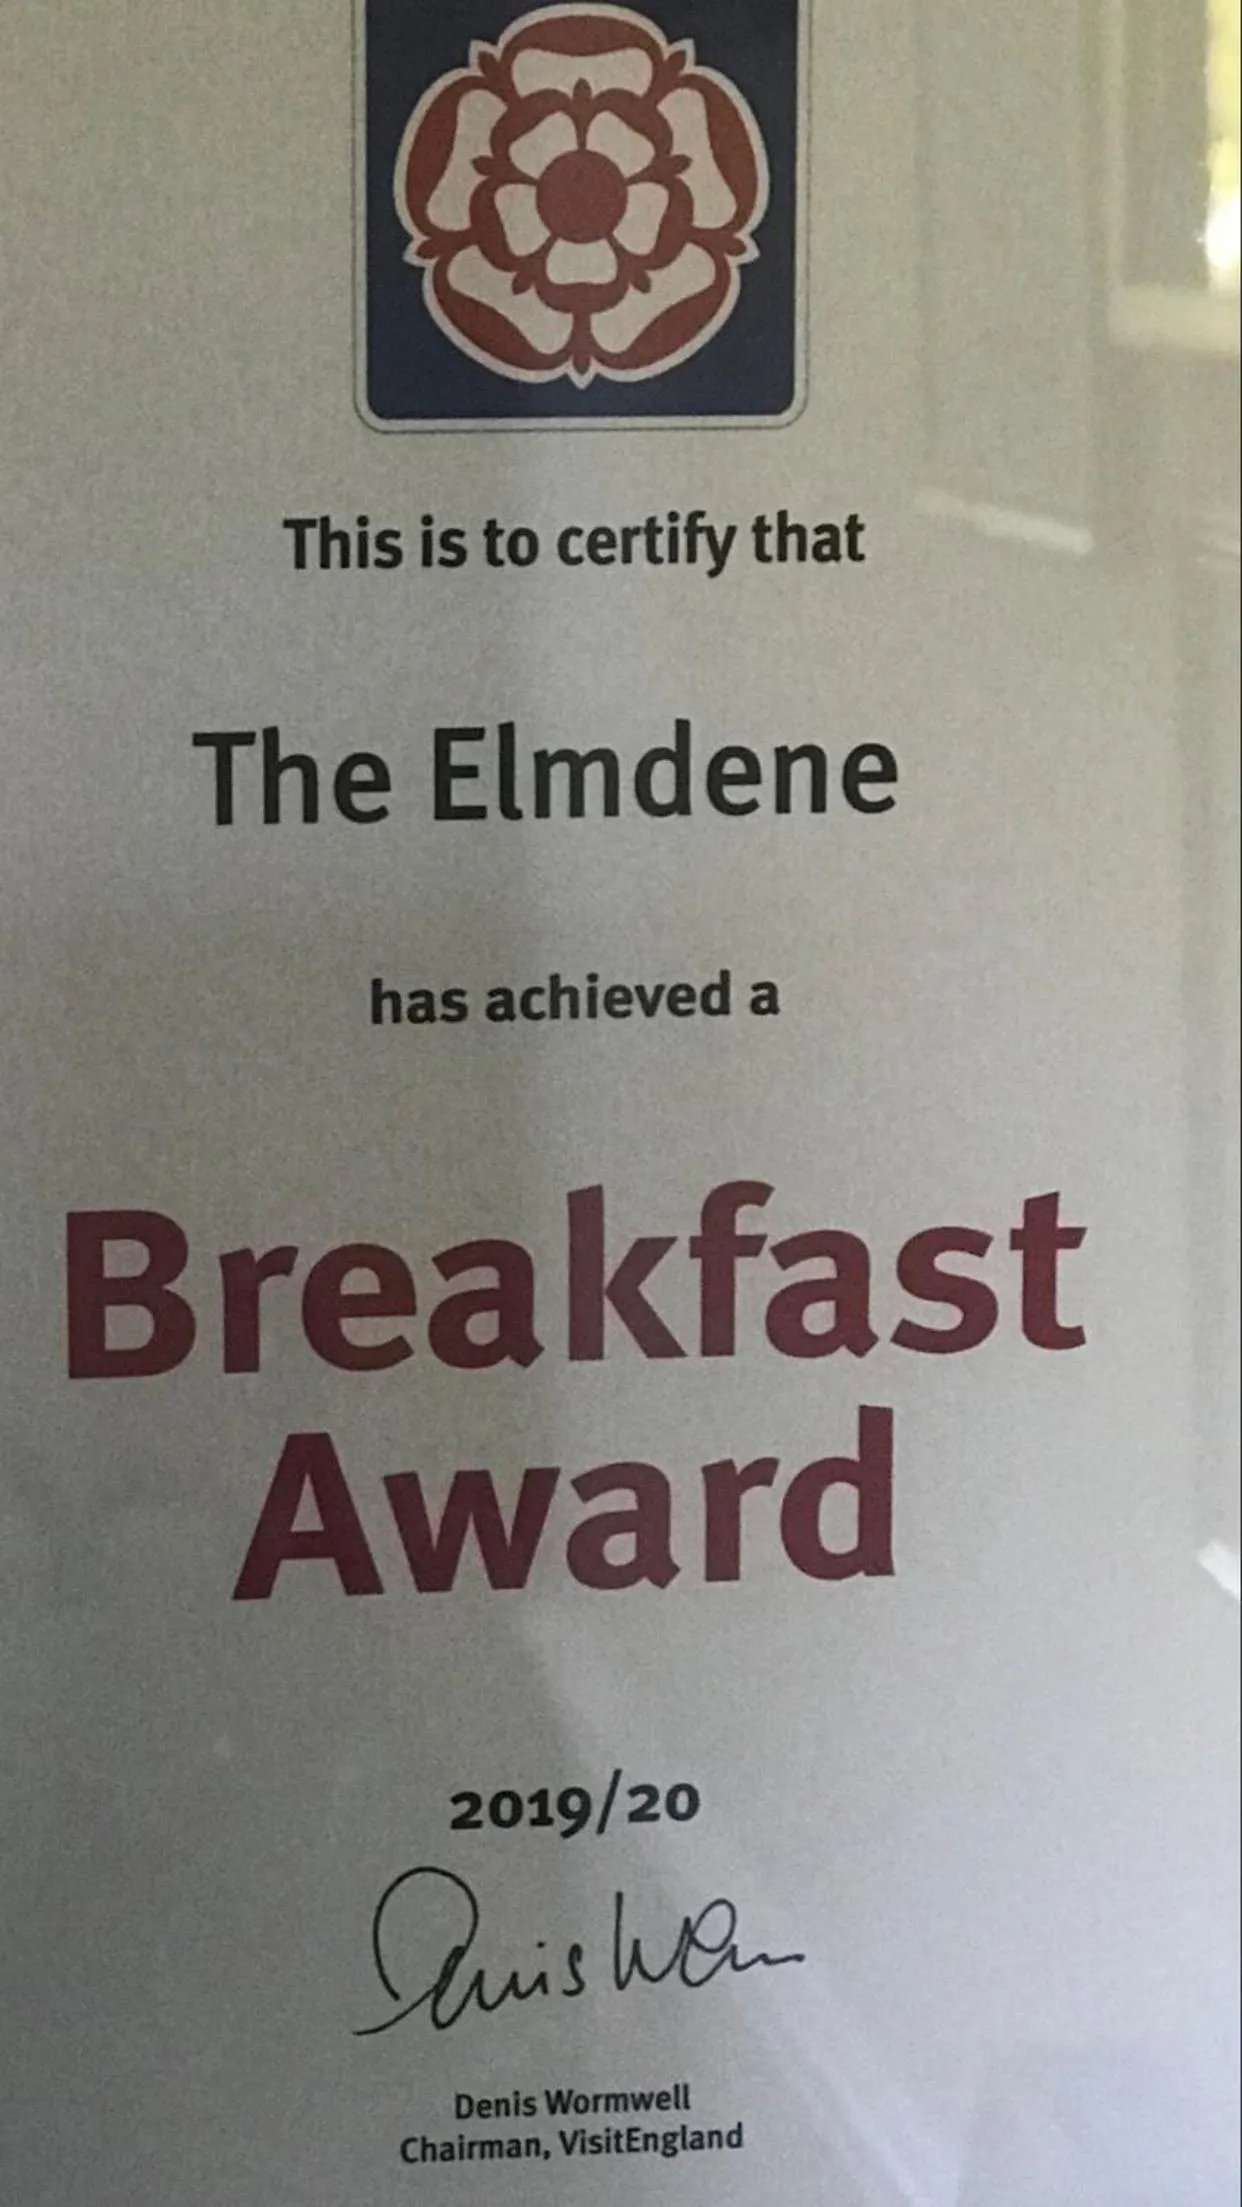 This is to certify that
The Elmdene
has achieved a
Breakfast
Award
2019/20
Denis Wormwell
Chairman, VisitEngland